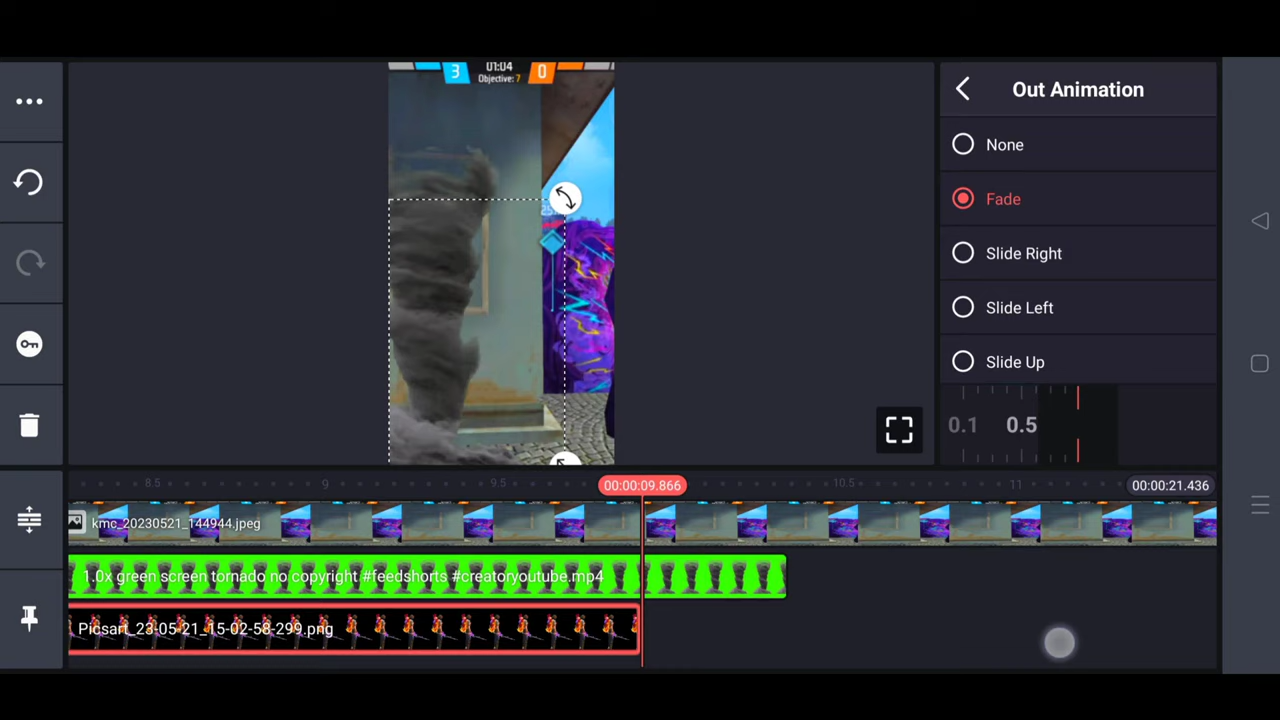 3 01:04 0
Objective: 7
Out Animation
None
Fade
Slide Right
Slide Left
Slide Up
0.1 0.5
8.5 9 9.5 00:00:09.866 10.5 11 00:00:21.436
kmc_20230521_144944.jpeg
1.0x green screen tornado no copyright #feedshorts #creatoryoutube.mp4
Picsart_23-05-21_15-02-58-299.png